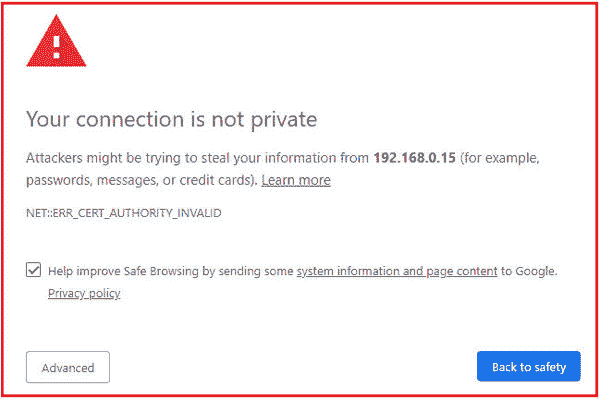 Your connection is not private
Attackers might be trying to steal your information from 192.168.0.15 (for example,
passwords, messages, or credit cards). Learn more
NET::ERR_CERT_AUTHORITY_INVALID
Help improve Safe Browsing by sending some system information and page content to Google.
Privacy policy
Advanced
Back to safety